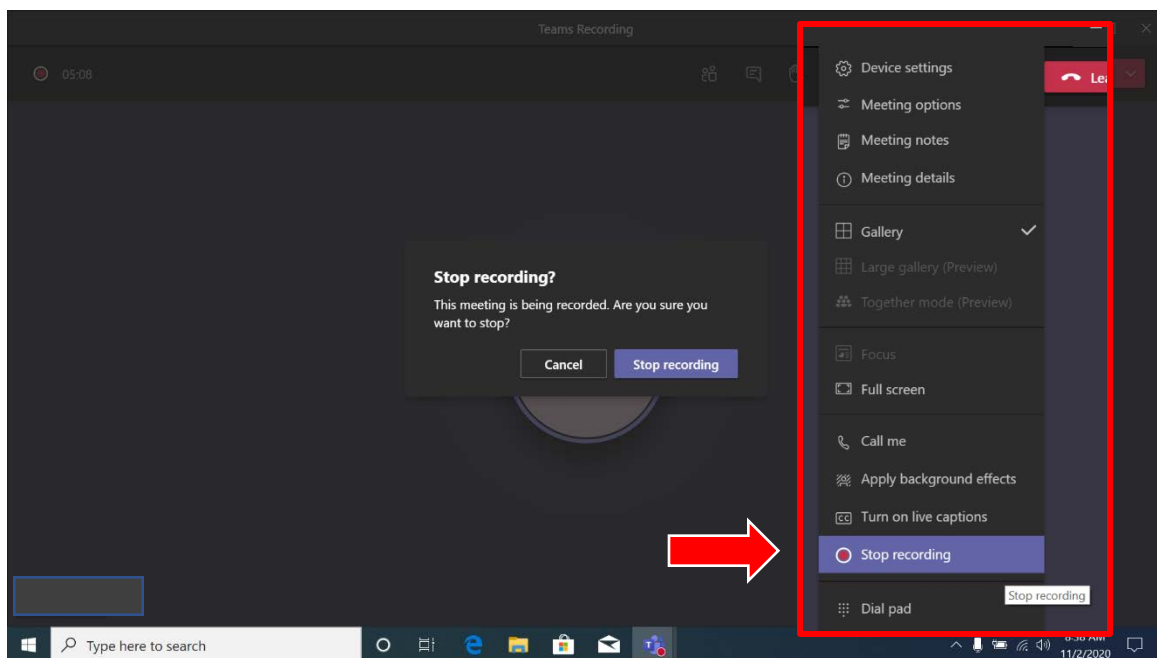 Teams Recording
05:08
Device settings
Meeting options
Meeting notes
Meeting details
Gallery
Large gallery (Preview)
Together mode (Preview)
Focus
Full screen
Call me
Apply background effects
CC Turn on live captions
Stop recording
Stop recording
Dial pad
Stop recording?
This meeting is being recorded. Are you sure you
want to stop?
Cancel Stop recording
Type here to search
11/2/2020